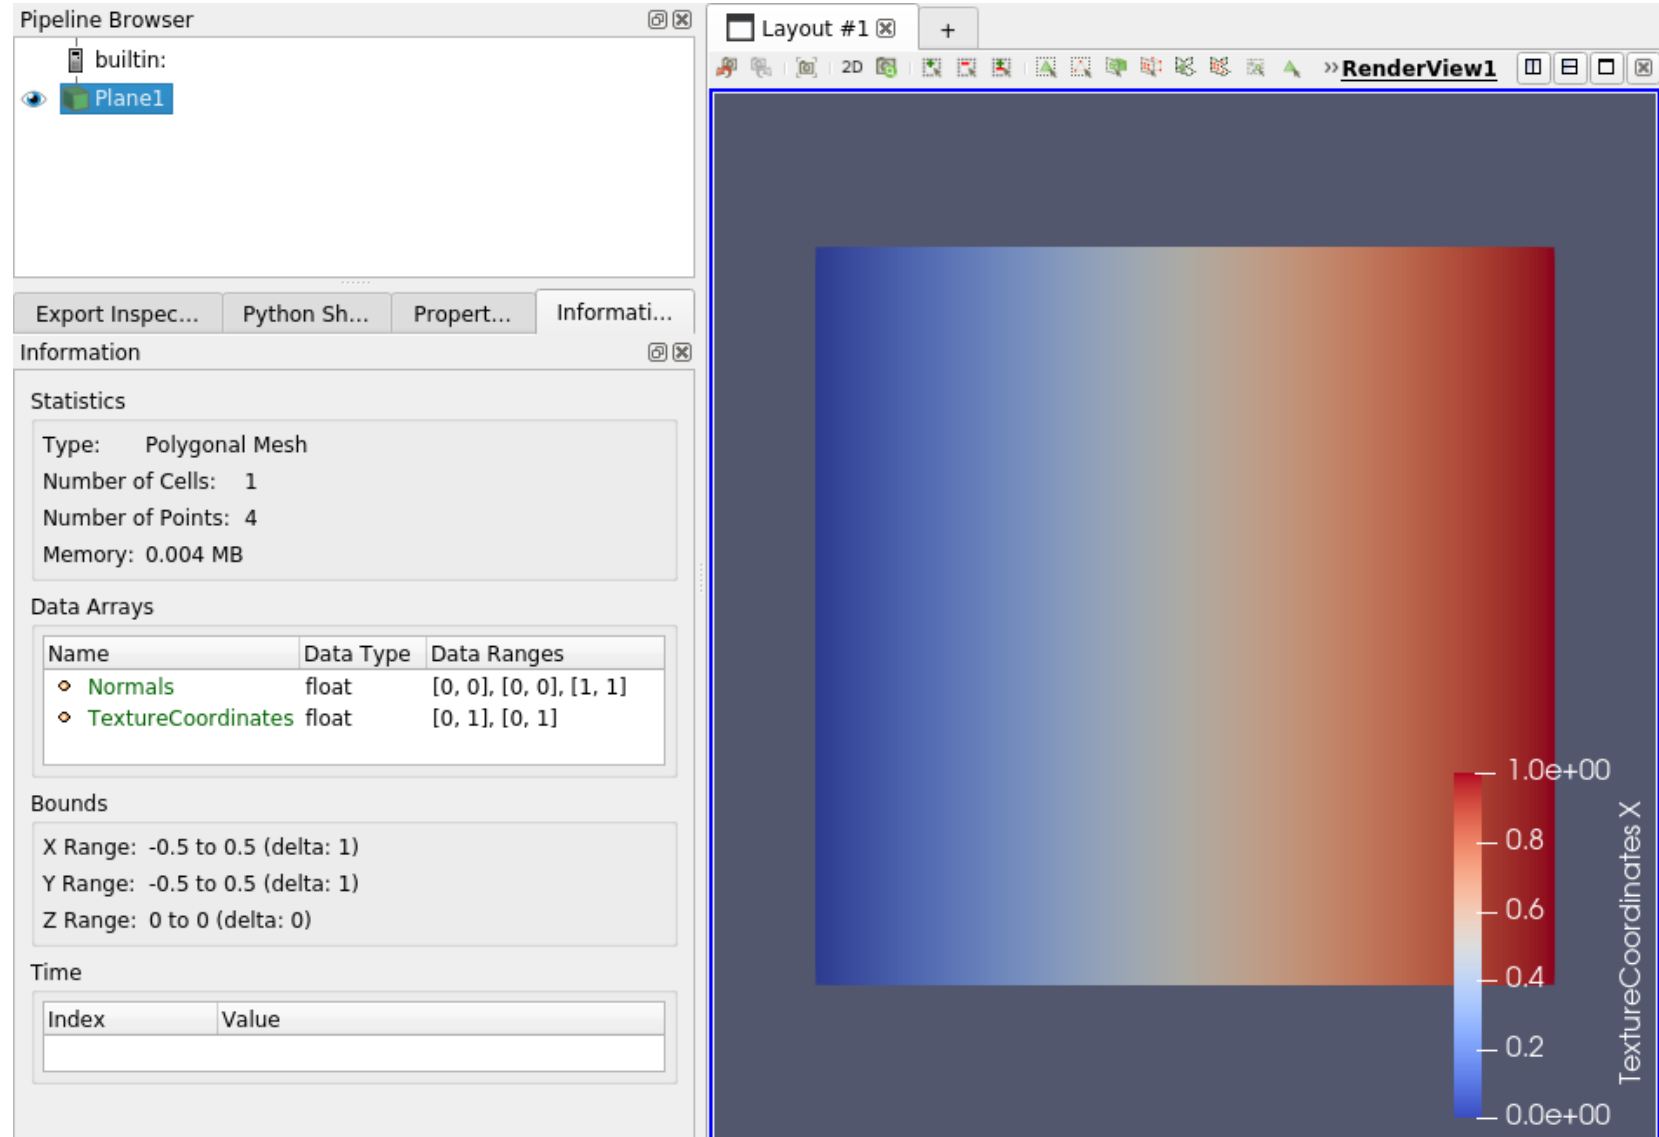 Pipeline Browser
builtin:
Plane1
Export Inspec...
Python Sh...
Propert...
Informati...
Information
Statistics
Type: Polygonal Mesh
Number of Cells: 1
Number of Points: 4
Memory: 0.004 MB
Data Arrays
Name Data Type Data Ranges
Normals float [0, 0], [0, 0], [1, 1]
TextureCoordinates float [0, 1], [0, 1]
Bounds
X Range: -0.5 to 0.5 (delta: 1)
Y Range: -0.5 to 0.5 (delta: 1)
Z Range: 0 to 0 (delta: 0)
Time
Index Value
Layout #1
+
2D
»RenderView1
1.0e+00
0.8
0.6
0.4
0.2
0.0e+00
TextureCoordinates X